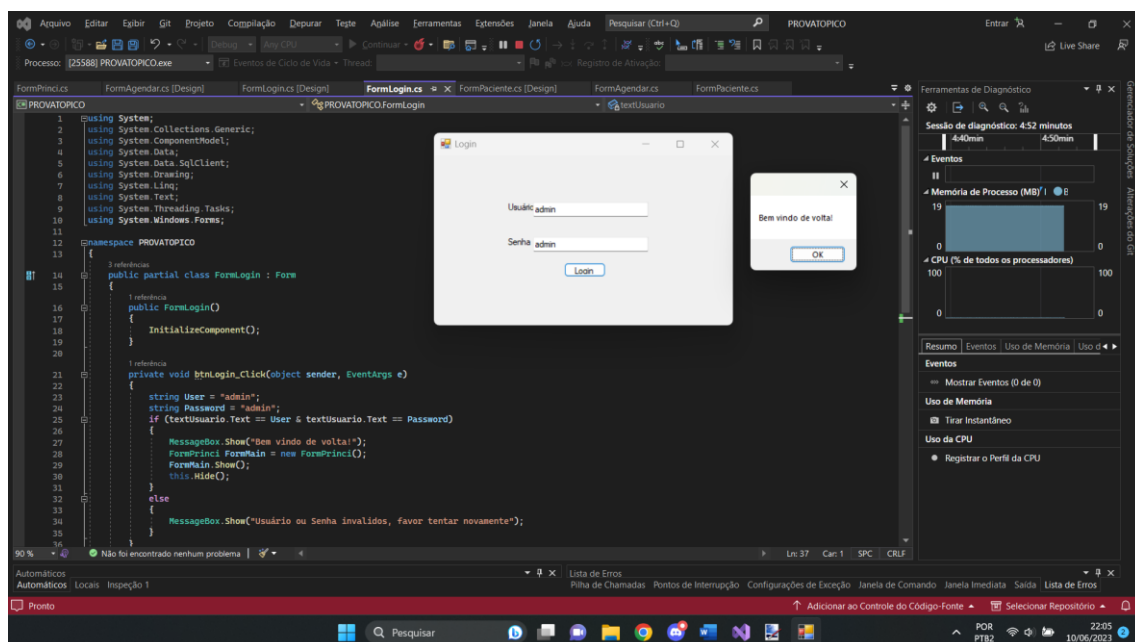 Arquivo Editar Exibir Git Projeto Compilação Depurar Teste Análise Ferramentas Extensões Janela Ajuda Pesquisar (Ctrl+Q) PROVATOPICO Entrar
Debug Any CPU Continuar Live Share
Processo: [25588] PROVATOPICO.exe Eventos de Ciclo de Vida Thread: Registro de Ativação:
FormPrinci.cs FormAgendar.cs [Design] FormLogin.cs [Design] FormLogin.cs FormPaciente.cs [Design] FormAgendar.cs FormPaciente.cs
PROVATOPICO PROVATOPICO.FormLogin textUsuario
1 using System;
2 using System.Collections.Generic;
3 using System.ComponentModel;
4 using System.Data;
5 using System.Data.SqlClient;
6 using System.Drawing;
7 using System.Linq;
8 using System.Text;
9 using System.Threading.Tasks;
10 using System.Windows.Forms;
11
12 namespace PROVATOPICO
13 {
3 referências
14 public partial class FormLogin : Form
15 {
1 referência
16 public FormLogin()
17 {
18 InitializeComponent();
19 }
20
1 referência
21 private void btnLogin_Click(object sender, EventArgs e)
22 {
23 string User = "admin";
24 string Password = "admin";
25 if (textUsuario.Text == User & textUsuario.Text == Password)
26 {
27 MessageBox.Show("Bem vindo de volta!");
28 FormPrinci FormMain = new FormPrinci();
29 FormMain.Show();
30 this.Hide();
31 }
32 else
33 {
34 MessageBox.Show("Usuário ou Senha invalidos, favor tentar novamente");
35 }
36 }
Login
Usuário admin
Senha admin
Login
Bem vindo de volta!
OK
Ferramentas de Diagnóstico
Sessão de diagnóstico: 4:52 minutos
4:40min 4:50min
Eventos
Memória de Processo (MB)
19 19
0 0
CPU (% de todos os processadores)
100 100
0 0
Resumo Eventos Uso de Memória Uso d
Eventos
Mostrar Eventos (0 de 0)
Uso de Memória
Tirar Instantâneo
Uso da CPU
Registrar o Perfil da CPU
Gerenciador de Soluções Alterações do Git
90 % Não foi encontrado nenhum problema Ln: 37 Car: 1 SPC CRLF
Automáticos Lista de Erros
Automáticos Locais Inspeção 1 Pilha de Chamadas Pontos de Interrupção Configurações de Exceção Janela de Comando Janela Imediata Saída Lista de Erros
Pronto Adicionar ao Controle do Código-Fonte Selecionar Repositório
Pesquisar POR PTB2 22:05 10/06/2023